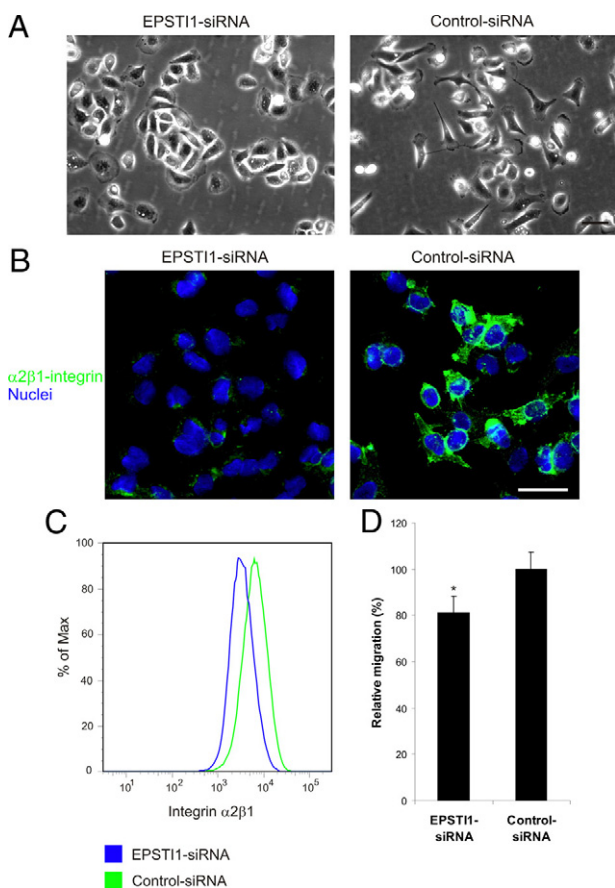 A
EPSTI1-siRNA
Control-siRNA
B
EPSTI1-siRNA
Control-siRNA
α2β1-integrin
Nuclei
C
100
80
60
40
20
0
% of Max
10¹
10²
10³
10⁴
10⁵
Integrin α2β1
EPSTI1-siRNA
Control-siRNA
D
120
100
80
60
40
20
0
Relative migration (%)
*
EPSTI1-
siRNA
Control-
siRNA